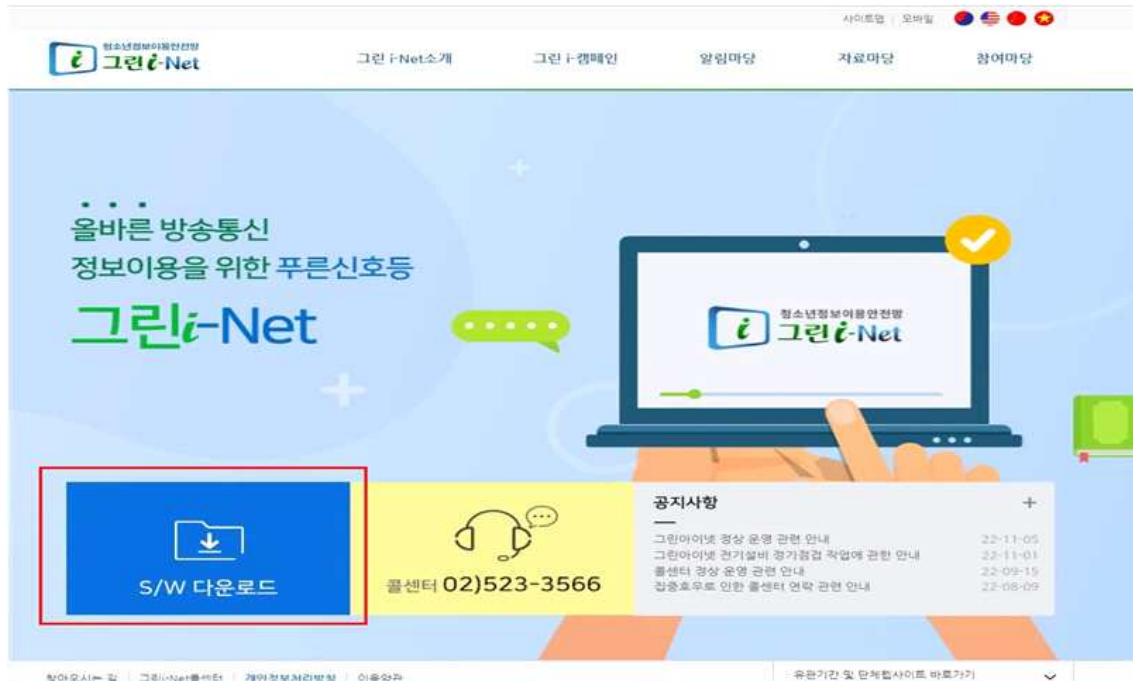 사이트맵 | 모바일
청소년정보이용안전망
그린 i-Net
그린 i-Net소개 그린 i-캠페인 알림마당 자료마당 참여마당
올바른 방송통신
정보이용을 위한 푸른신호등
그린i-Net
청소년정보이용안전망
그린 i-Net
S/W 다운로드
콜센터 02)523-3566
공지사항 +
그린아이넷 정상 운영 관련 안내 22-11-05
그린아이넷 전기설비 정기점검 작업에 관한 안내 22-11-01
콜센터 정상 운영 관련 안내 22-09-15
집중호우로 인한 콜센터 연락 관련 안내 22-08-09
찾아오시는 길 | 그린i-Net콜센터 | 개인정보처리방침 | 이용약관
유관기간 및 단체웹사이트 바로가기